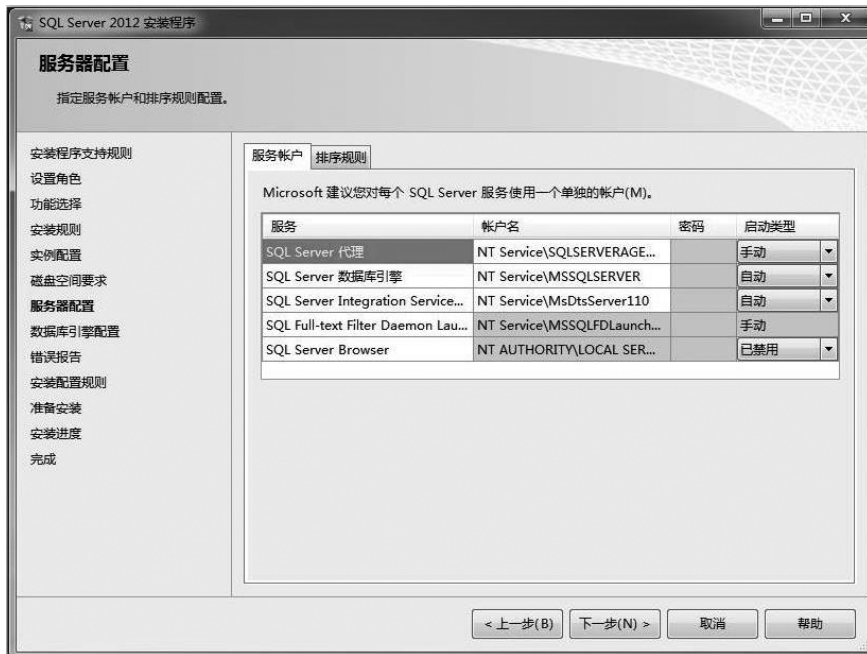 SQL Server 2012 安装程序
服务器配置
指定服务帐户和排序规则配置。
安装程序支持规则
设置角色
功能选择
安装规则
实例配置
磁盘空间要求
服务器配置
数据库引擎配置
错误报告
安装配置规则
准备安装
安装进度
完成
服务帐户 排序规则
Microsoft 建议您对每个 SQL Server 服务使用一个单独的帐户(M)。
服务 帐户名 密码 启动类型
SQL Server 代理 NT Service\SQLSERVERAGE... 手动
SQL Server 数据库引擎 NT Service\MSSQLSERVER 自动
SQL Server Integration Service... NT Service\MsDtsServer110 自动
SQL Full-text Filter Daemon Lau... NT Service\MSSQLFDLaunch... 手动
SQL Server Browser NT AUTHORITY\LOCAL SER... 已禁用
< 上一步(B) 下一步(N) > 取消 帮助